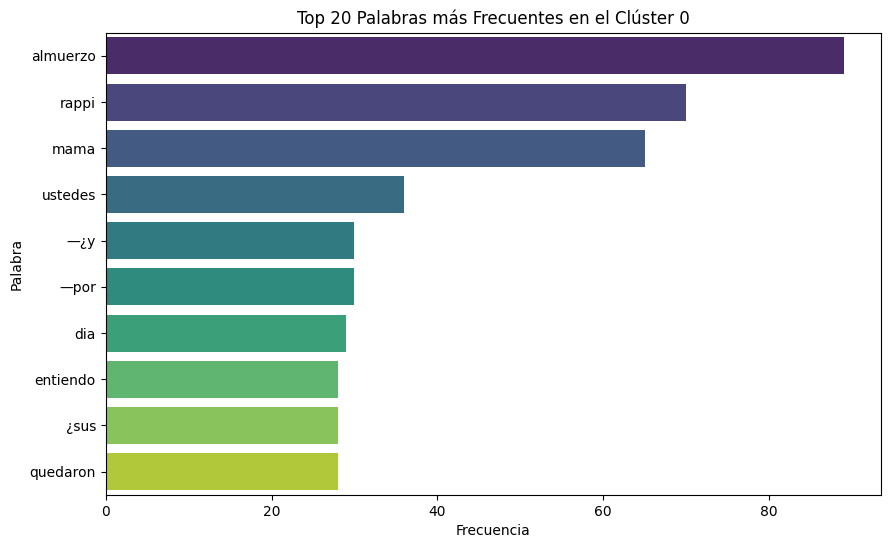 Top 20 Palabras más Frecuentes en el Clúster 0
almuerzo
rappi
mama
ustedes
—¿y
—por
dia
entiendo
¿sus
quedaron
Palabra
0 20 40 60 80
Frecuencia